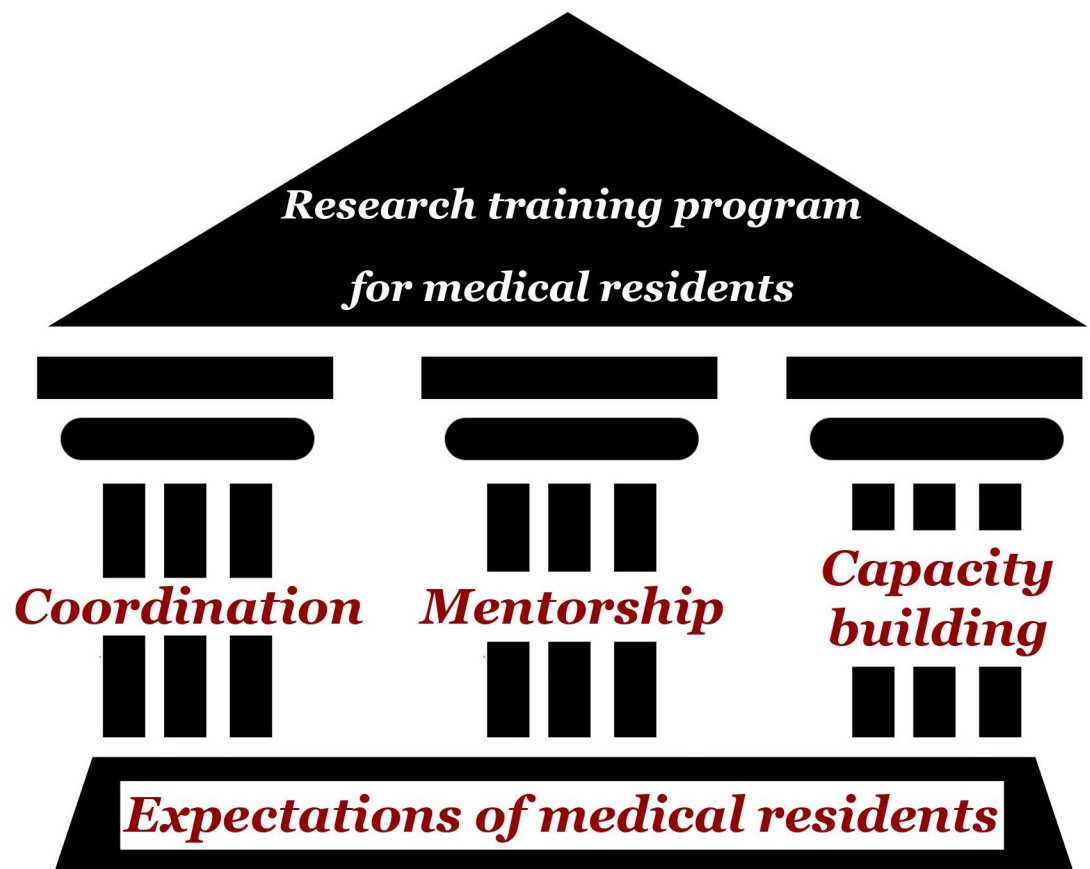 Research training program
for medical residents
Coordination
Mentorship
Capacity
building
Expectations of medical residents